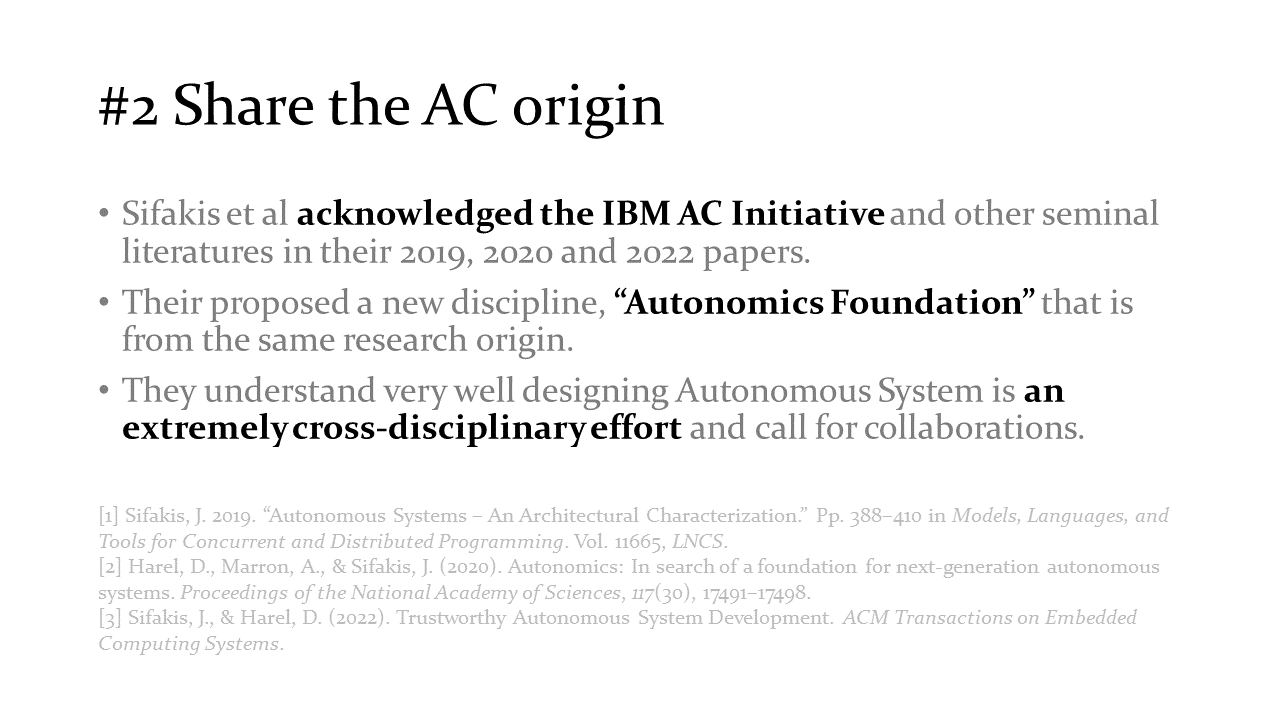 #2 Share the AC origin
• Sifakis et al acknowledged the IBM AC Initiative and other seminal
literatures in their 2019, 2020 and 2022 papers.
• Their proposed a new discipline, “Autonomics Foundation” that is
from the same research origin.
• They understand very well designing Autonomous System is an
extremely cross-disciplinary effort and call for collaborations.
[1] Sifakis, J. 2019. “Autonomous Systems – An Architectural Characterization.” Pp. 388–410 in Models, Languages, and
Tools for Concurrent and Distributed Programming. Vol. 11665, LNCS.
[2] Harel, D., Marron, A., & Sifakis, J. (2020). Autonomics: In search of a foundation for next-generation autonomous
systems. Proceedings of the National Academy of Sciences, 117(30), 17491–17498.
[3] Sifakis, J., & Harel, D. (2022). Trustworthy Autonomous System Development. ACM Transactions on Embedded
Computing Systems.